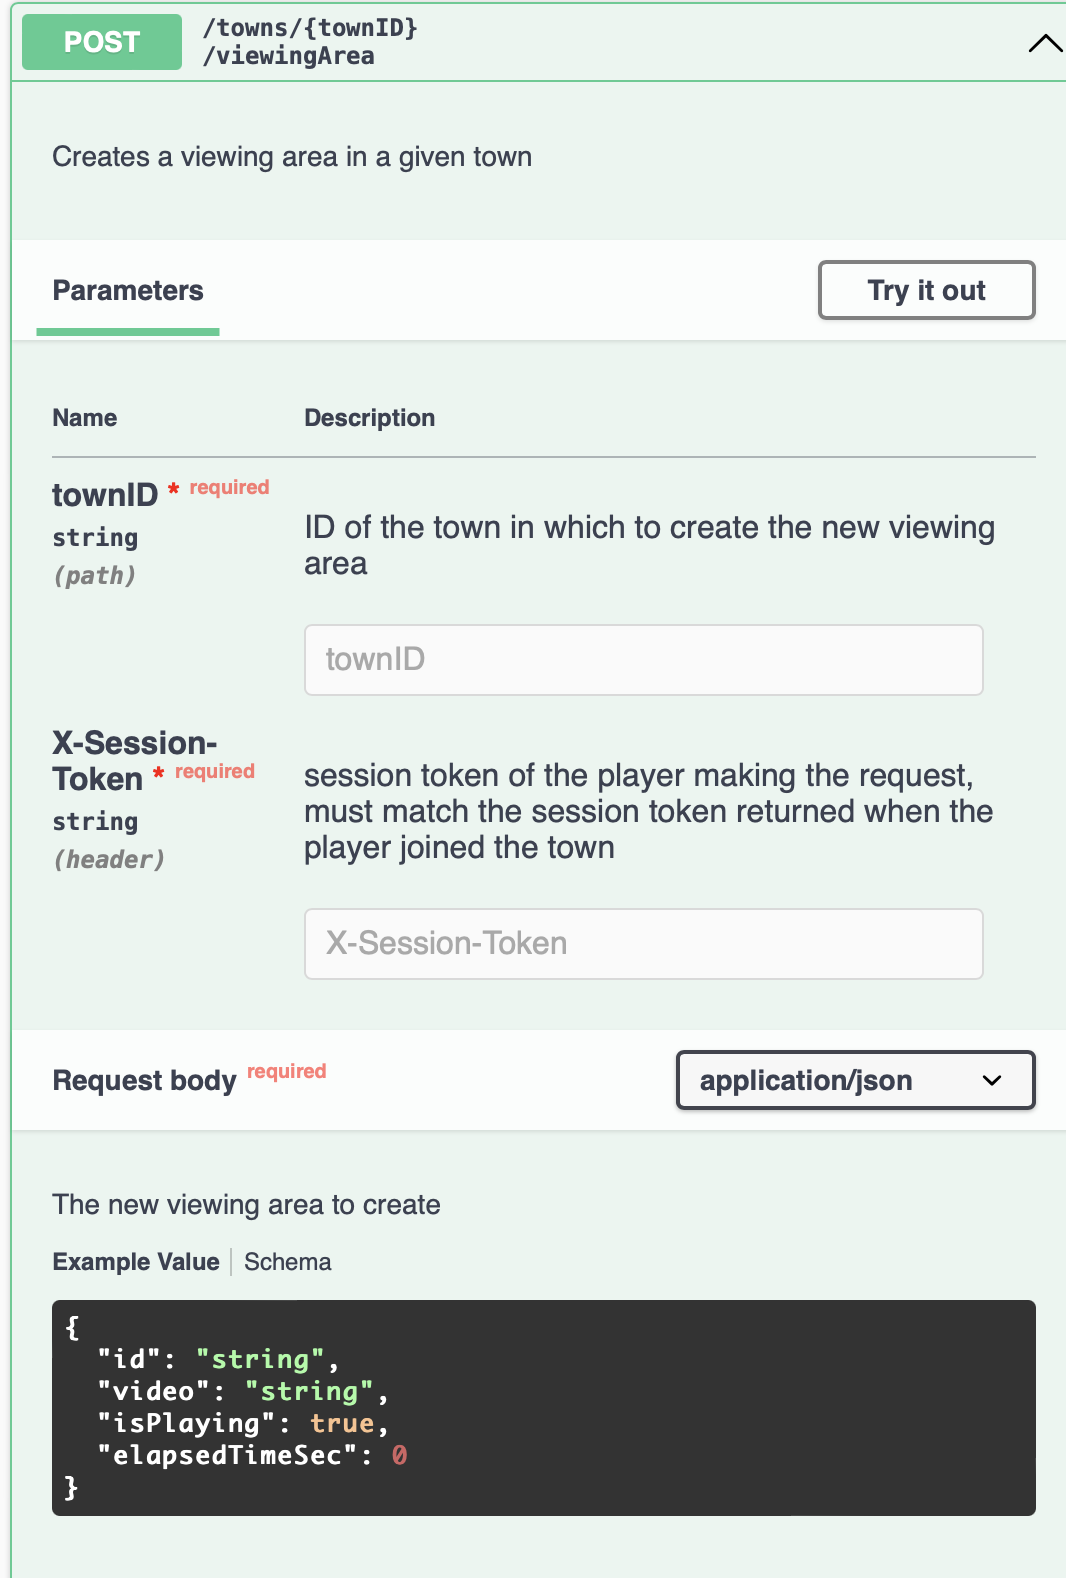 POST
/towns/{townID}
/viewingArea
Creates a viewing area in a given town
Parameters
Try it out
Name Description
townID * required
string
(path)
ID of the town in which to create the new viewing
area
townID
X-Session-
Token * required
string
(header)
session token of the player making the request,
must match the session token returned when the
player joined the town
X-Session-Token
Request body required
application/json
The new viewing area to create
Example Value | Schema
{
  "id": "string",
  "video": "string",
  "isPlaying": true,
  "elapsedTimeSec": 0
}